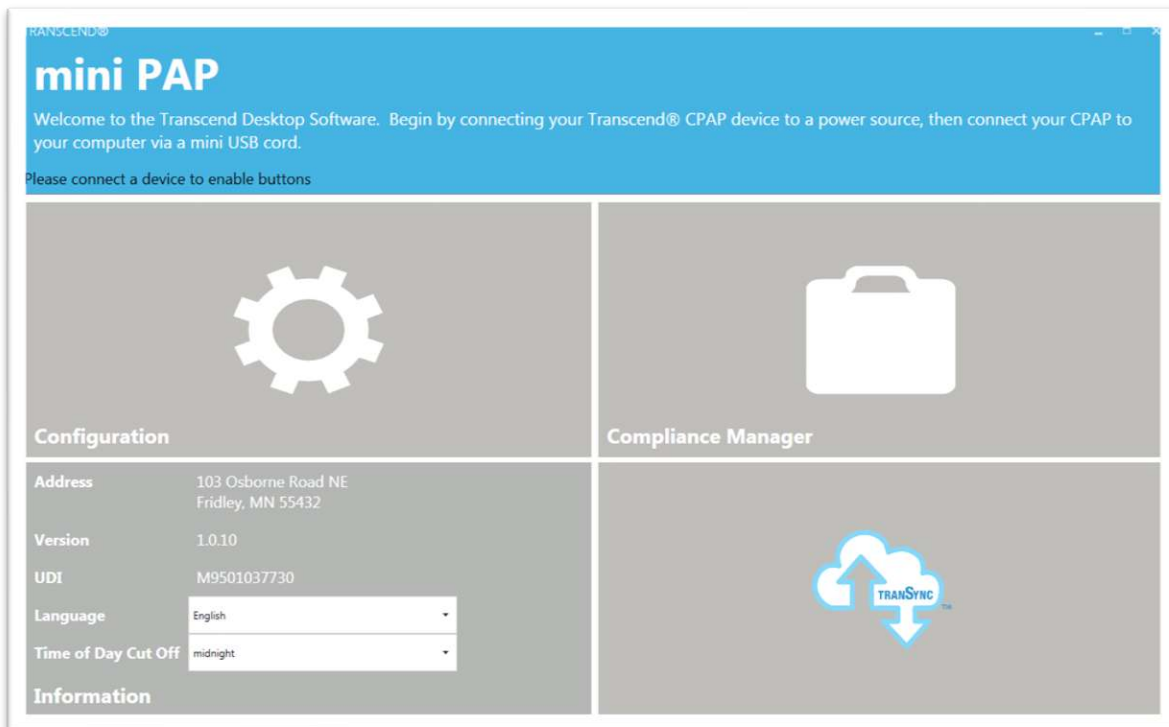 TRANSCEND®
mini PAP
Welcome to the Transcend Desktop Software. Begin by connecting your Transcend® CPAP device to a power source, then connect your CPAP to
your computer via a mini USB cord.
Please connect a device to enable buttons
Configuration
Compliance Manager
Address 103 Osborne Road NE
Fridley, MN 55432
Version 1.0.10
UDI M9501037730
Language English
Time of Day Cut Off midnight
Information
TRANSYNC™